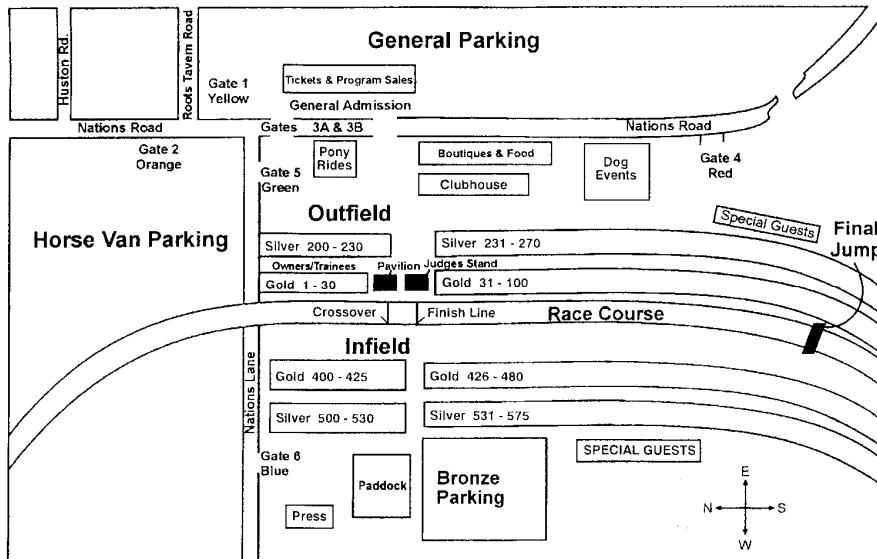 General Parking
Huston Rd.
Roots Tavern Road
Gate 1
Yellow
Tickets & Program Sales
General Admission
Nations Road
Gates 3A & 3B
Nations Road
Gate 2
Orange
Gate 5
Green
Pony
Rides
Boutiques & Food
Clubhouse
Dog
Events
Gate 4
Red
Horse Van Parking
Outfield
Special Guests
Final
Jump
Silver 200 - 230
Silver 231 - 270
Owners/Trainees
Pavilion
Judges Stand
Gold 1 - 30
Gold 31 - 100
Crossover
Finish Line
Race Course
Infield
Nations Lane
Gold 400 - 425
Gold 426 - 480
Silver 500 - 530
Silver 531 - 575
Gate 6
Blue
Paddock
Bronze
Parking
SPECIAL GUESTS
Press
E
N
S
W